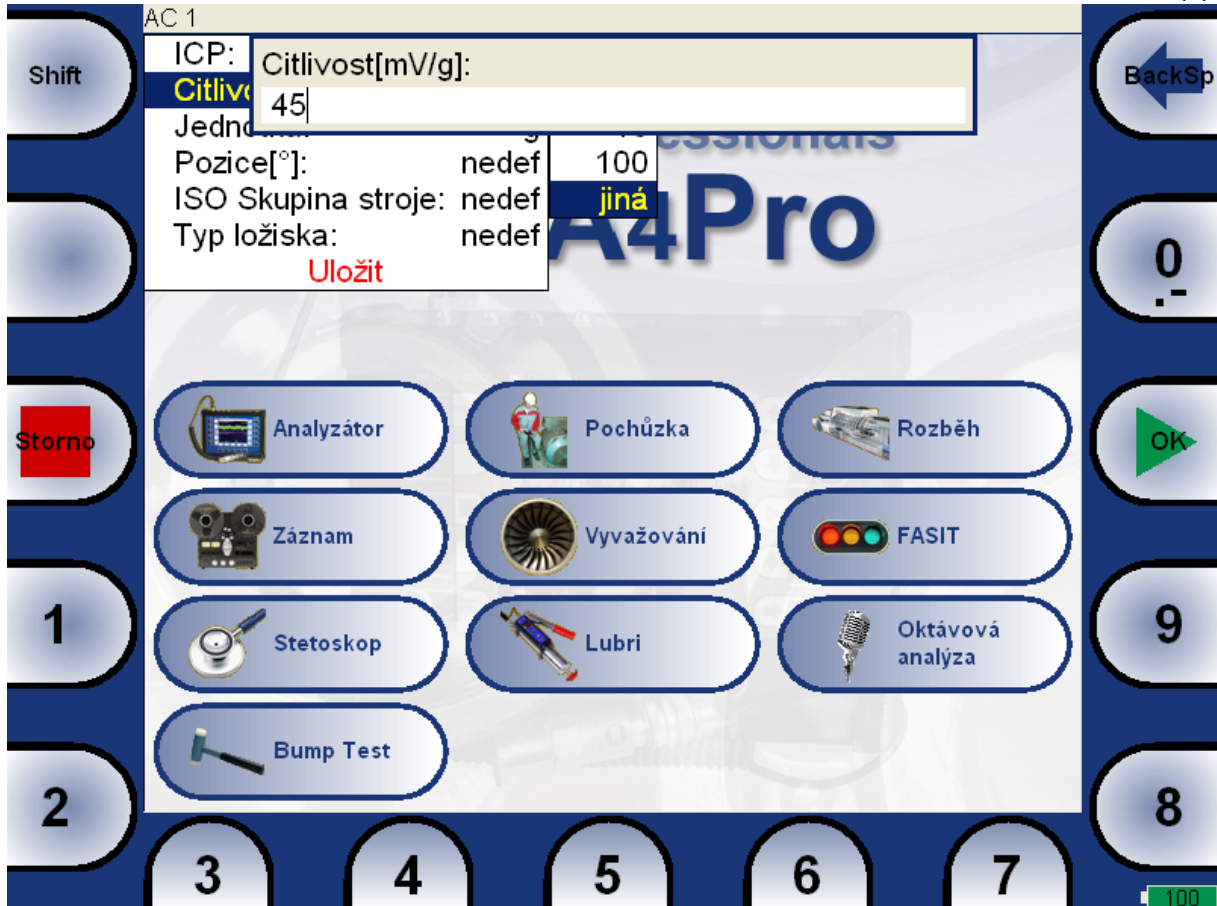 AC 1
Shift
BackSp
ICP:
Citlivost[mV/g]:
45
Pozice[°]: nedef 100
ISO Skupina stroje: nedef jiná
Typ ložiska: nedef
A4Pro
Uložit
0
.-
Storno
OK
Analyzátor
Pochůzka
Rozběh
Záznam
Vyvažování
FASIT
1
9
Stetoskop
Lubri
Oktávová
analýza
Bump Test
2
8
3
4
5
6
7
100